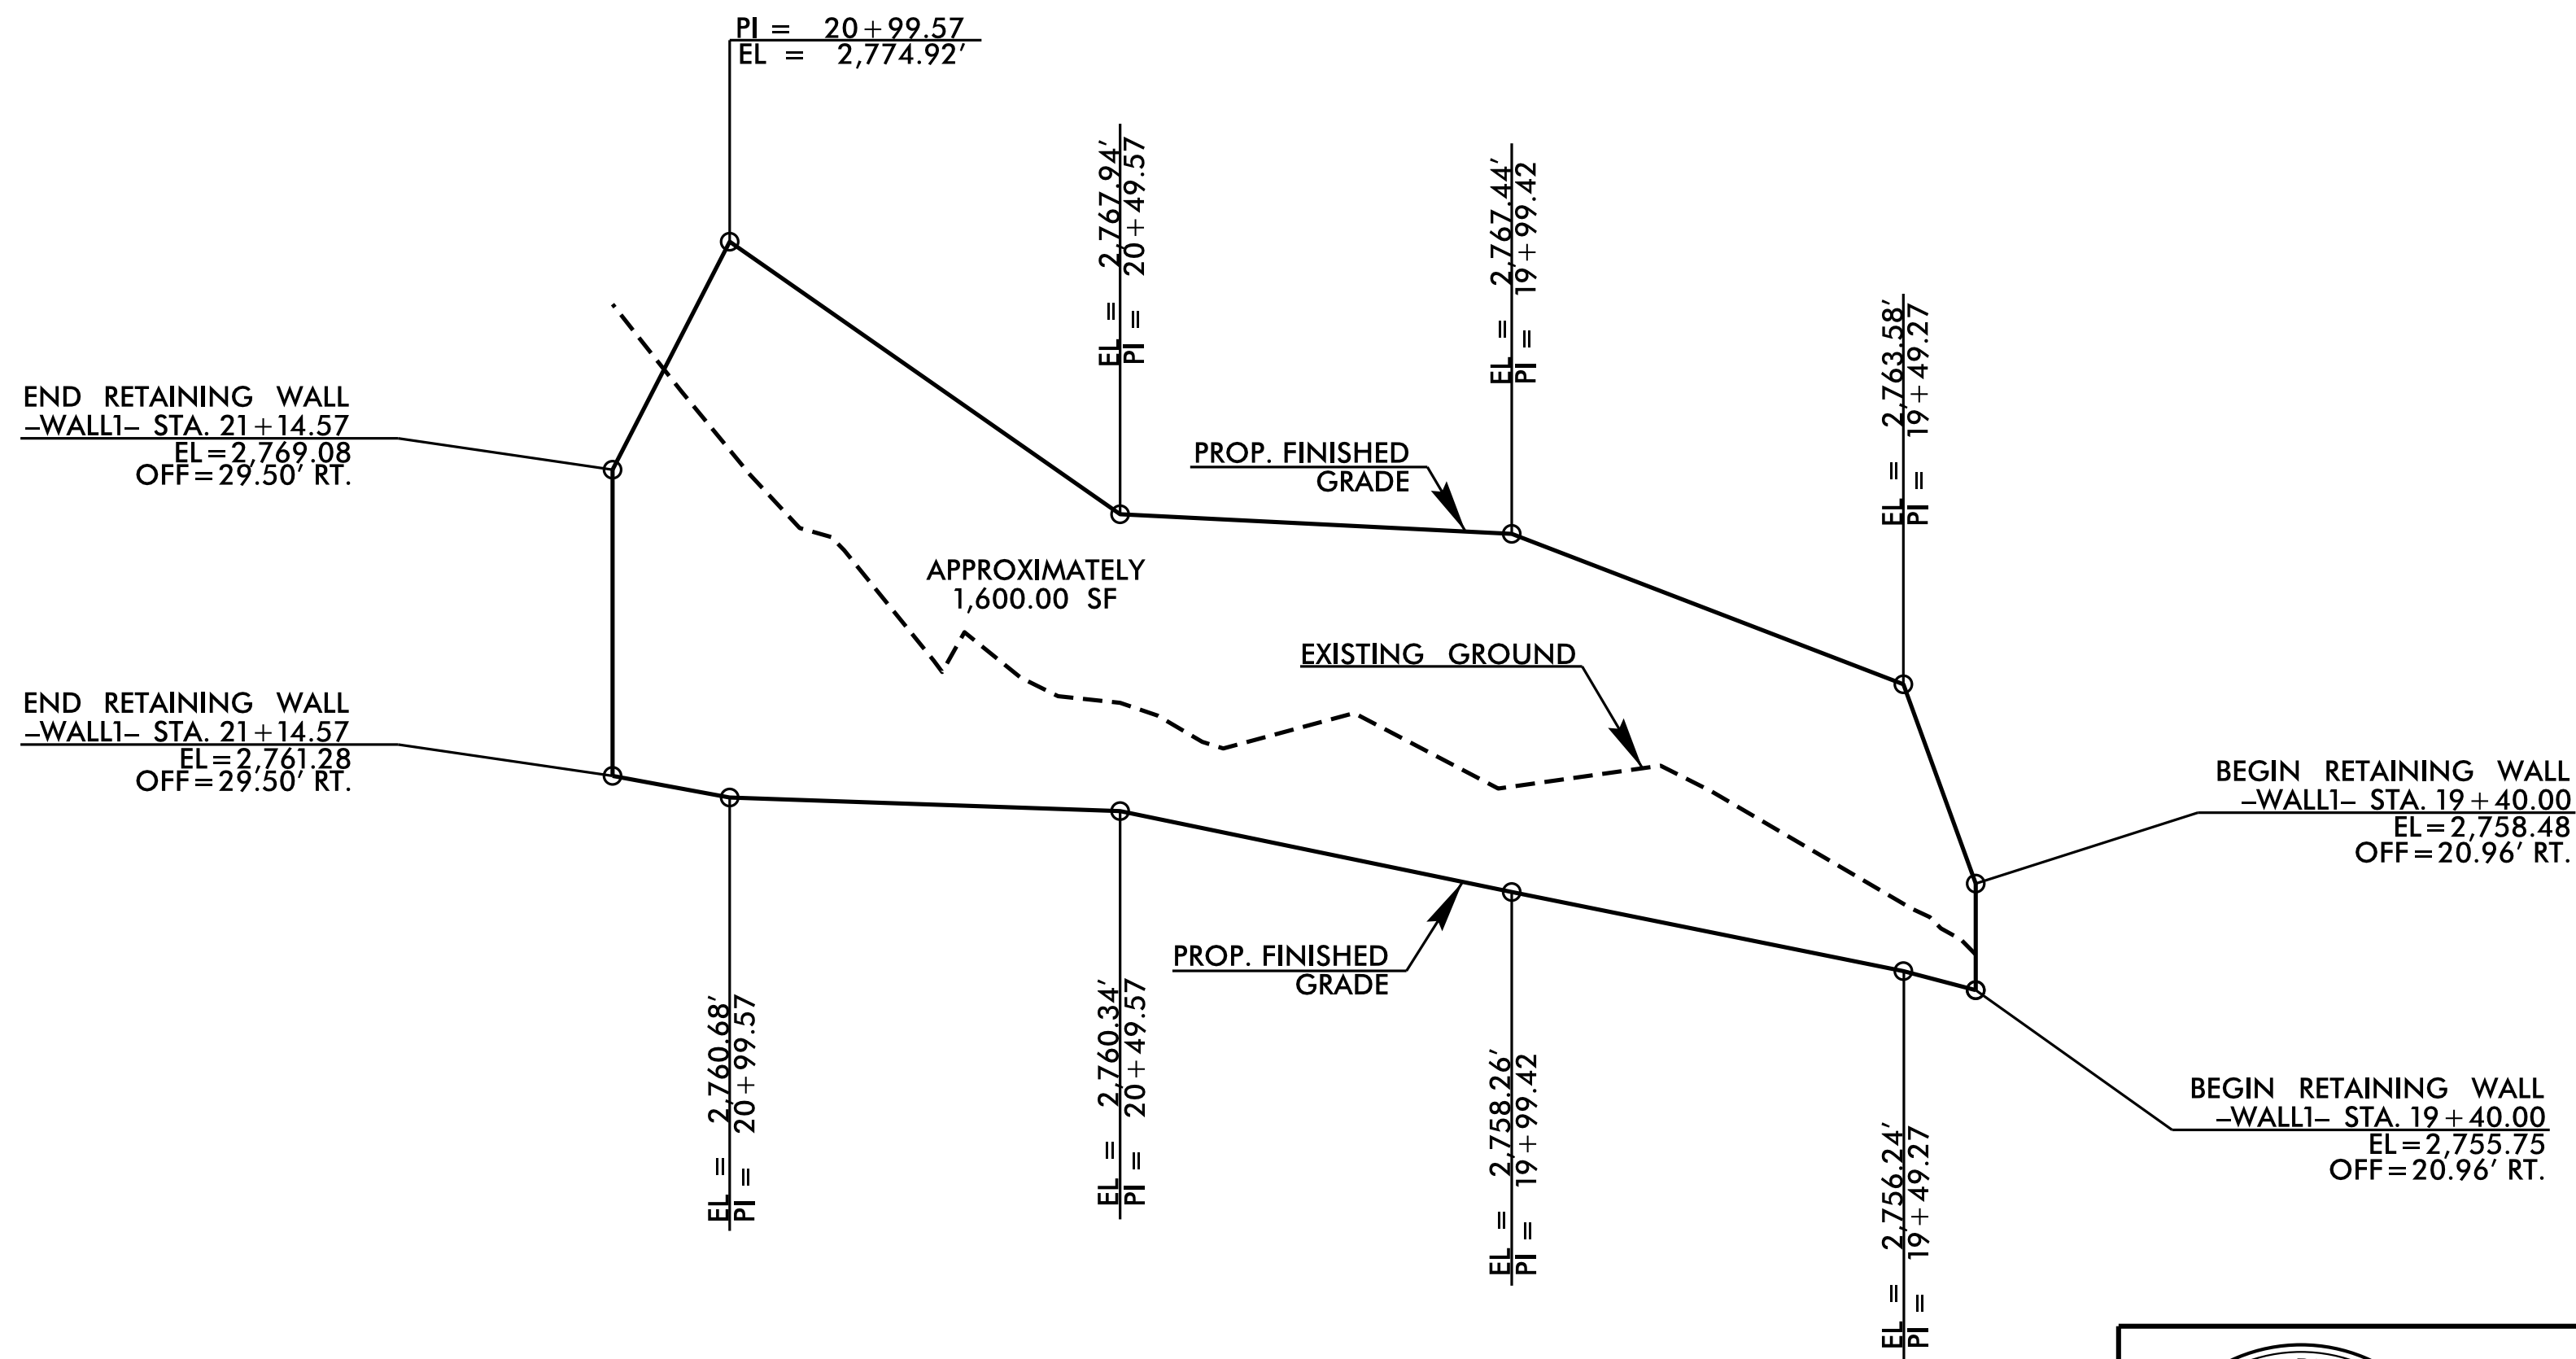 PI = 20+99.57
EL = 2,774.92'
EL = 2,767.94'
PI = 20+49.57
EL = 2,767.44'
PI = 19+99.42
EL = 2,763.58'
PI = 19+49.27
END RETAINING WALL
–WALL1– STA. 21+14.57
EL=2,769.08
OFF=29.50' RT.
PROP. FINISHED
GRADE
APPROXIMATELY
1,600.00 SF
EXISTING GROUND
END RETAINING WALL
–WALL1– STA. 21+14.57
EL=2,761.28
OFF=29.50' RT.
BEGIN RETAINING WALL
–WALL1– STA. 19+40.00
EL=2,758.48
OFF=20.96' RT.
PROP. FINISHED
GRADE
EL = 2,760.68'
PI = 20+99.57
EL = 2,760.34'
PI = 20+49.57
EL = 2,758.26'
PI = 19+99.42
EL = 2,756.24'
PI = 19+49.27
BEGIN RETAINING WALL
–WALL1– STA. 19+40.00
EL=2,755.75
OFF=20.96' RT.